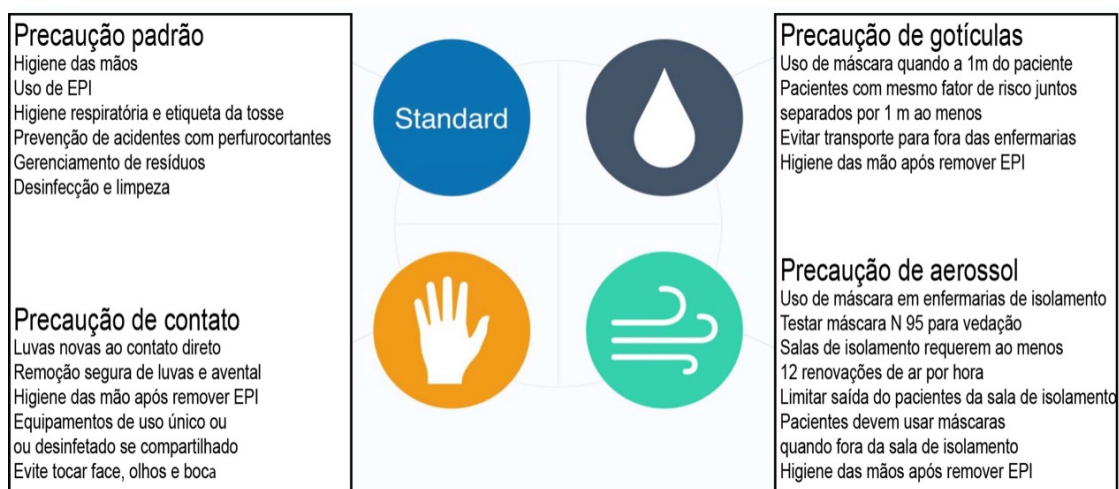 Precaução padrão
Higiene das mãos
Uso de EPI
Higiene respiratória e etiqueta da tosse
Prevenção de acidentes com perfurocortantes
Gerenciamento de resíduos
Desinfecção e limpeza
Precaução de contato
Luvas novas ao contato direto
Remoção segura de luvas e avental
Higiene das mão após remover EPI
Equipamentos de uso único ou
ou desinfetado se compartilhado
Evite tocar face, olhos e boca
Standard
Precaução de gotículas
Uso de máscara quando a 1m do paciente
Pacientes com mesmo fator de risco juntos
separados por 1 m ao menos
Evitar transporte para fora das enfermarias
Higiene das mão após remover EPI
Precaução de aerossol
Uso de máscara em enfermarias de isolamento
Testar máscara N 95 para vedação
Salas de isolamento requerem ao menos
12 renovações de ar por hora
Limitar saída do pacientes da sala de isolamento
Pacientes devem usar máscaras
quando fora da sala de isolamento
Higiene das mãos após remover EPI